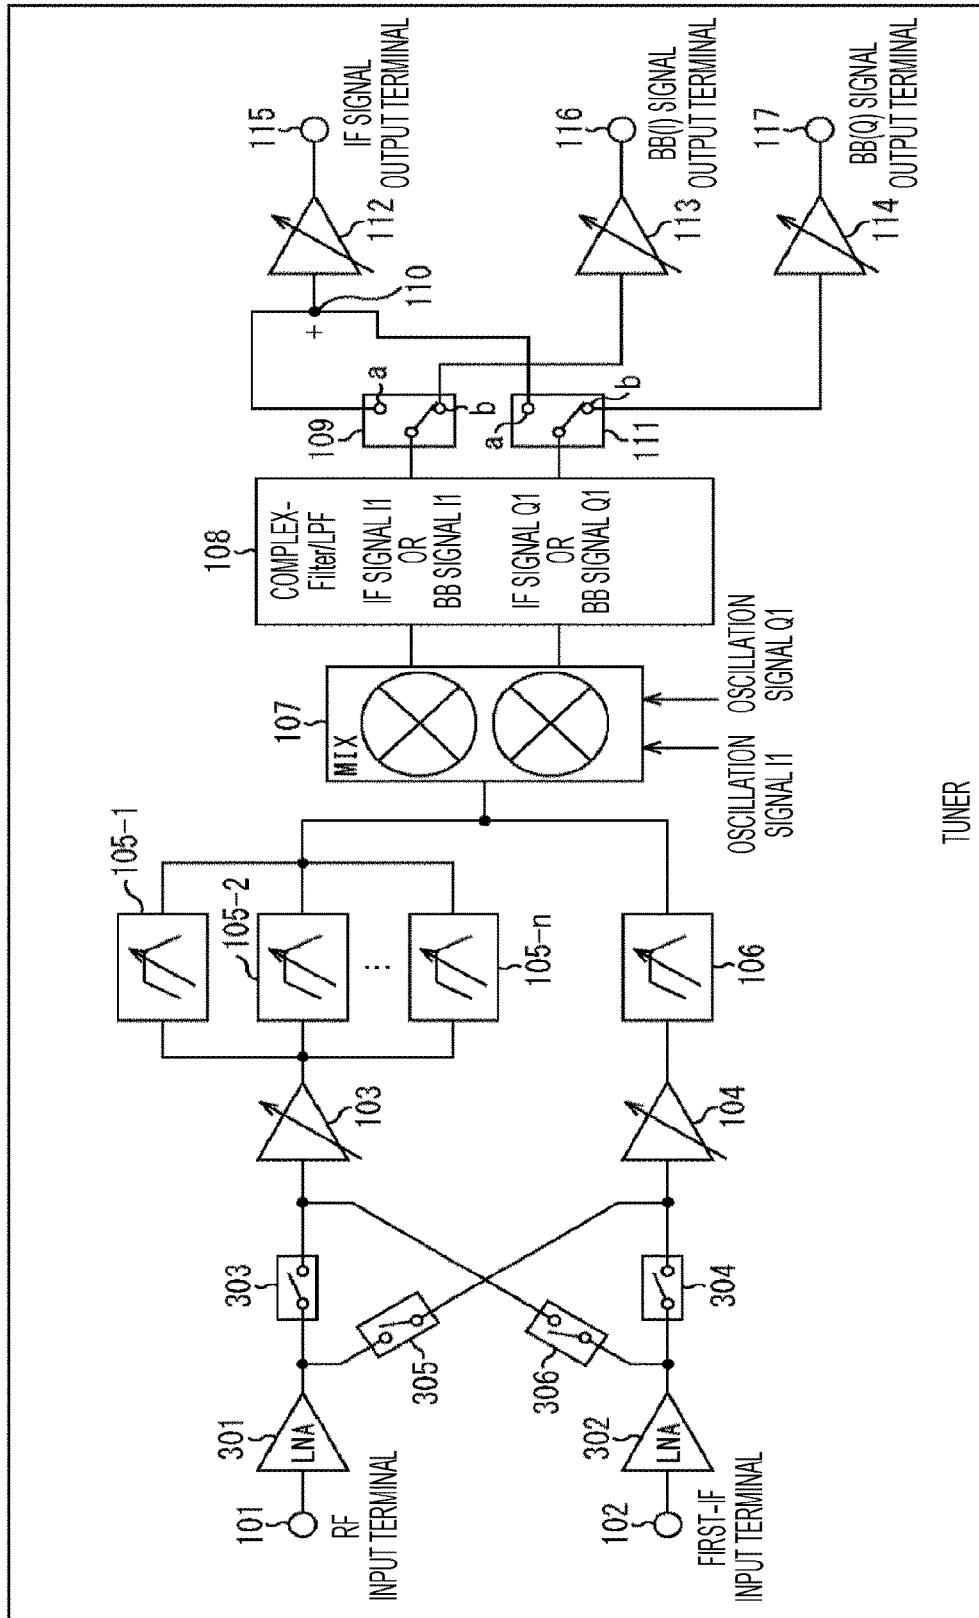 101
RF
INPUT TERMINAL
301
LNA
303
305
103
105-1
105-2
⋮
105-n
102
FIRST-IF
INPUT TERMINAL
302
LNA
304
306
104
106
107
MIX
OSCILLATION
SIGNAL I1
OSCILLATION
SIGNAL Q1
108
COMPLEX-
Filter/LPF
IF SIGNAL I1
OR
BB SIGNAL I1
IF SIGNAL Q1
OR
BB SIGNAL Q1
109
a
b
a
b
111
+
110
112
115
IF SIGNAL
OUTPUT TERMINAL
113
116
BB(I) SIGNAL
OUTPUT TERMINAL
114
117
BB(Q) SIGNAL
OUTPUT TERMINAL
TUNER